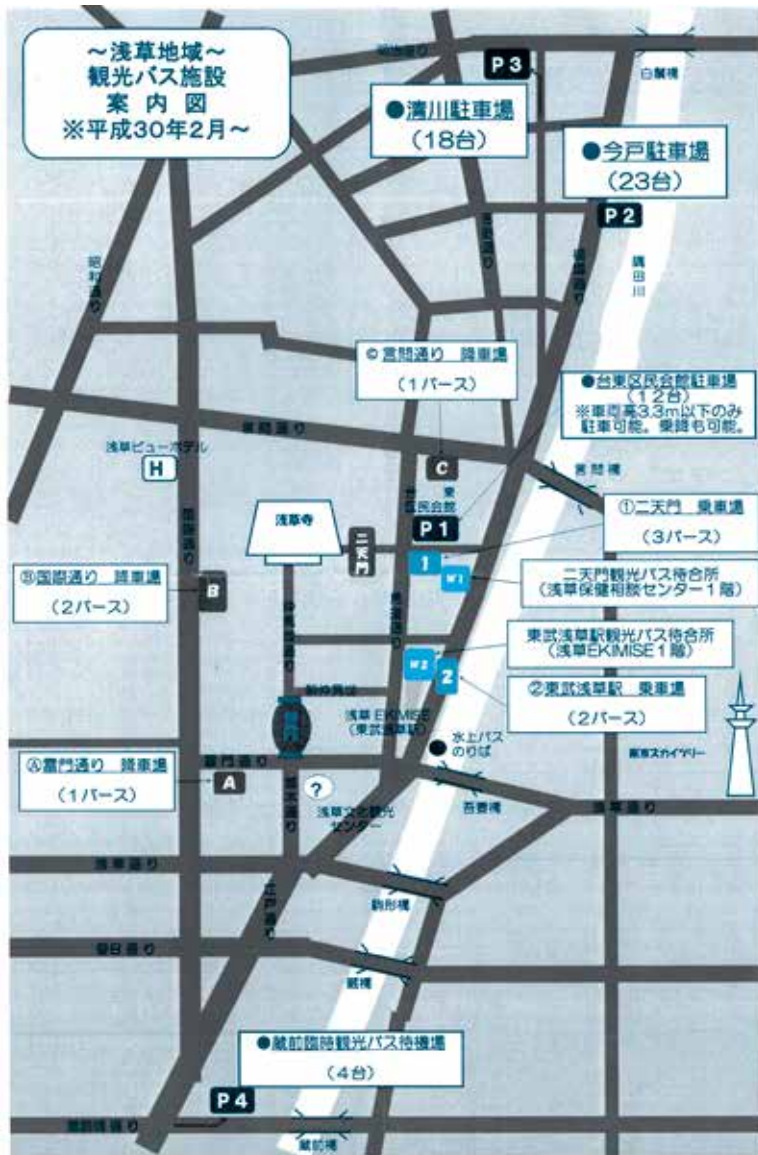 ～浅草地域～
観光バス施設
案内図
※平成30年2月～
P3
●清川駐車場
(18台)
白鬚橋
●今戸駐車場
(23台)
P2
隅田川
昭和通り
Ⓒ言問通り 降車場
(1バース)
●台東区民会館駐車場
(12台)
※車両高3.3m以下のみ
駐車可能。乗降も可能。
言問通り
浅草ビューホテル
H
C
言問橋
台東
区民会館
P1
浅草寺
二天門
①二天門 乗車場
(3バース)
1
W1
二天門観光バス待合所
(浅草保健相談センター1階)
国際通り
Ⓑ国際通り 降車場
(2バース)
B
馬道通り
東武浅草駅観光バス待合所
(浅草EKIMISE1階)
W2
2
②東武浅草駅 乗車場
(2バース)
浅草EKIMISE
(東武浅草駅)
水上バス
のりば
東京スカイツリー
雷門通り
Ⓐ雷門通り 降車場
(1バース)
A
?
浅草文化観光
センター
吾妻橋
浅草通り
浅草通り
駒形橋
江戸通り
春日通り
厩橋
●蔵前臨時観光バス待機場
(4台)
P4
蔵前橋通り
蔵前橋